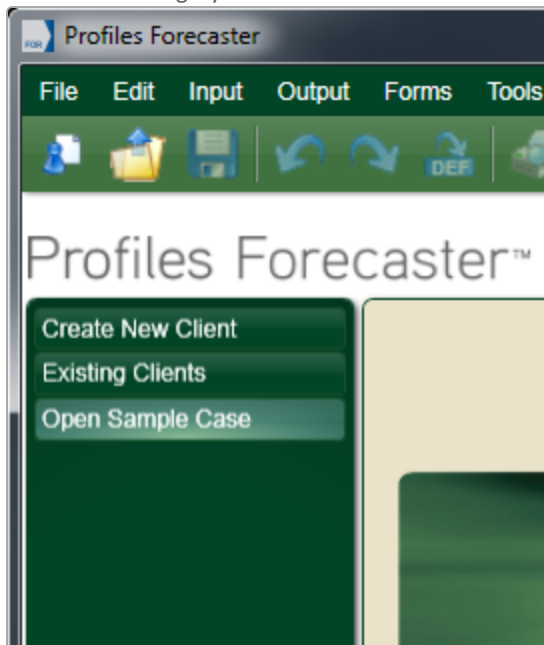 FOR Profiles Forecaster
File Edit Input Output Forms Tools
DEF
Profiles Forecaster™
Create New Client
Existing Clients
Open Sample Case